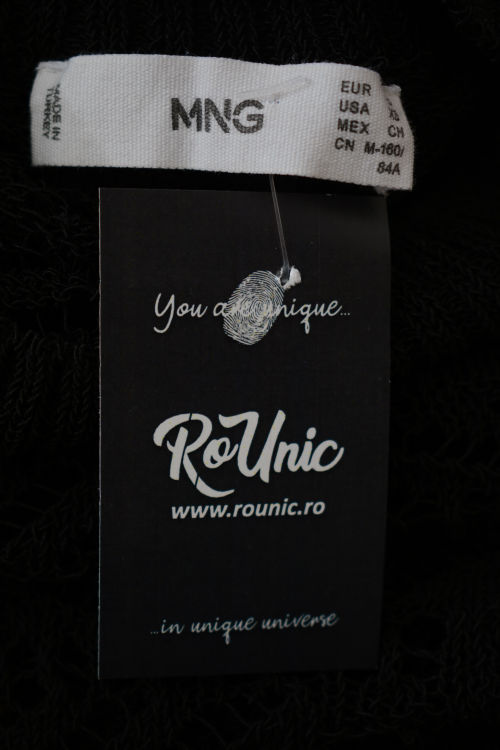 MADE IN
TURKEY
MNG
EUR
USA
MEX CH
CN M-160/
84A
You are unique...
RoUnic
www.rounic.ro
...in unique universe